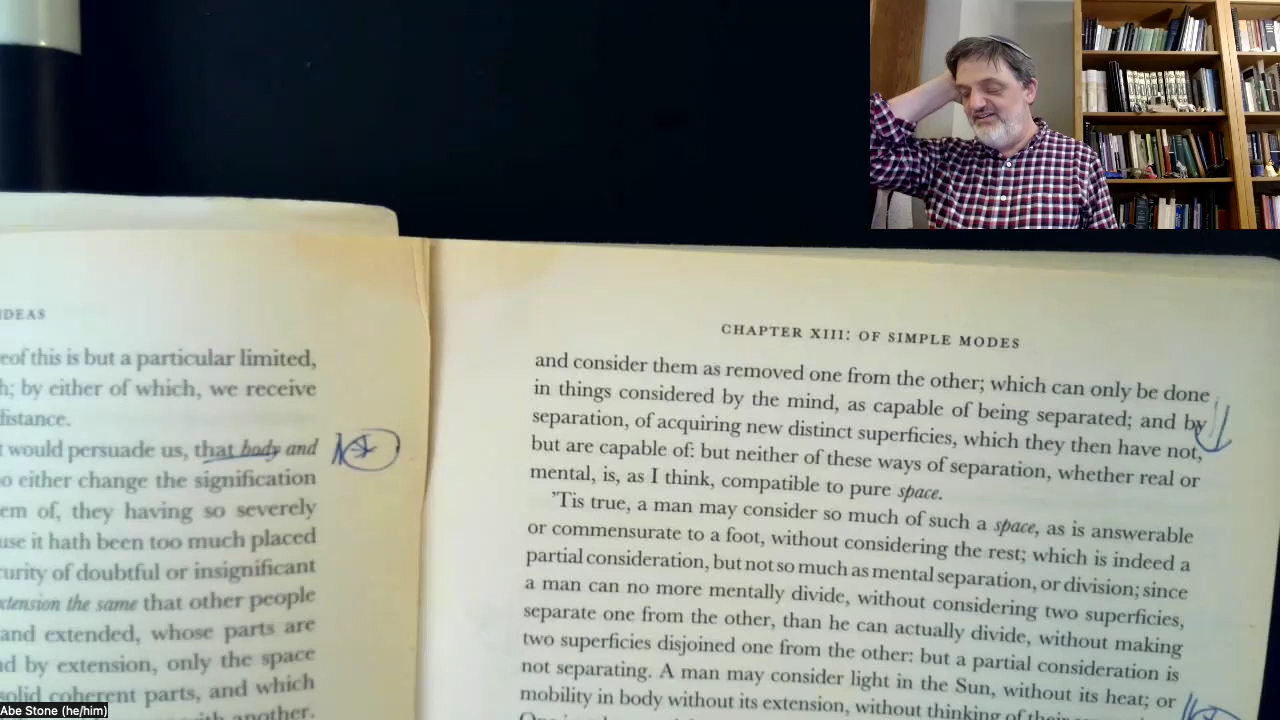 IDEAS
eof this is but a particular limited,
h; by either of which, we receive
distance.
t would persuade us, that body and
o either change the signification
em of, they having so severely
use it hath been too much placed
curity of doubtful or insignificant
xtension the same that other people
and extended, whose parts are
nd by extension, only the space
solid coherent parts, and which
with another.
CHAPTER XIII: OF SIMPLE MODES
and consider them as removed one from the other; which can only be done
in things considered by the mind, as capable of being separated; and by
separation, of acquiring new distinct superficies, which they then have not,
but are capable of: but neither of these ways of separation, whether real or
mental, is, as I think, compatible to pure space.
'Tis true, a man may consider so much of such a space, as is answerable
or commensurate to a foot, without considering the rest; which is indeed a
partial consideration, but not so much as mental separation, or division; since
a man can no more mentally divide, without considering two superficies,
separate one from the other, than he can actually divide, without making
two superficies disjoined one from the other: but a partial consideration is
not separating. A man may consider light in the Sun, without its heat; or
mobility in body without its extension, without thinking of their
Abe Stone (he/him)